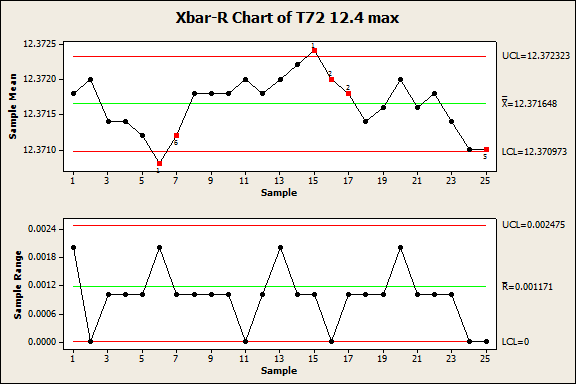 Xbar-R Chart of T72 12.4 max
12.3725
12.3720
12.3715
12.3710
Sample Mean
1
6
1
2
2
5
UCL=12.372323
X=12.371648
LCL=12.370973
1 3 5 7 9 11 13 15 17 19 21 23 25
Sample
0.0024
0.0018
0.0012
0.0006
0.0000
Sample Range
UCL=0.002475
R=0.001171
LCL=0
1 3 5 7 9 11 13 15 17 19 21 23 25
Sample